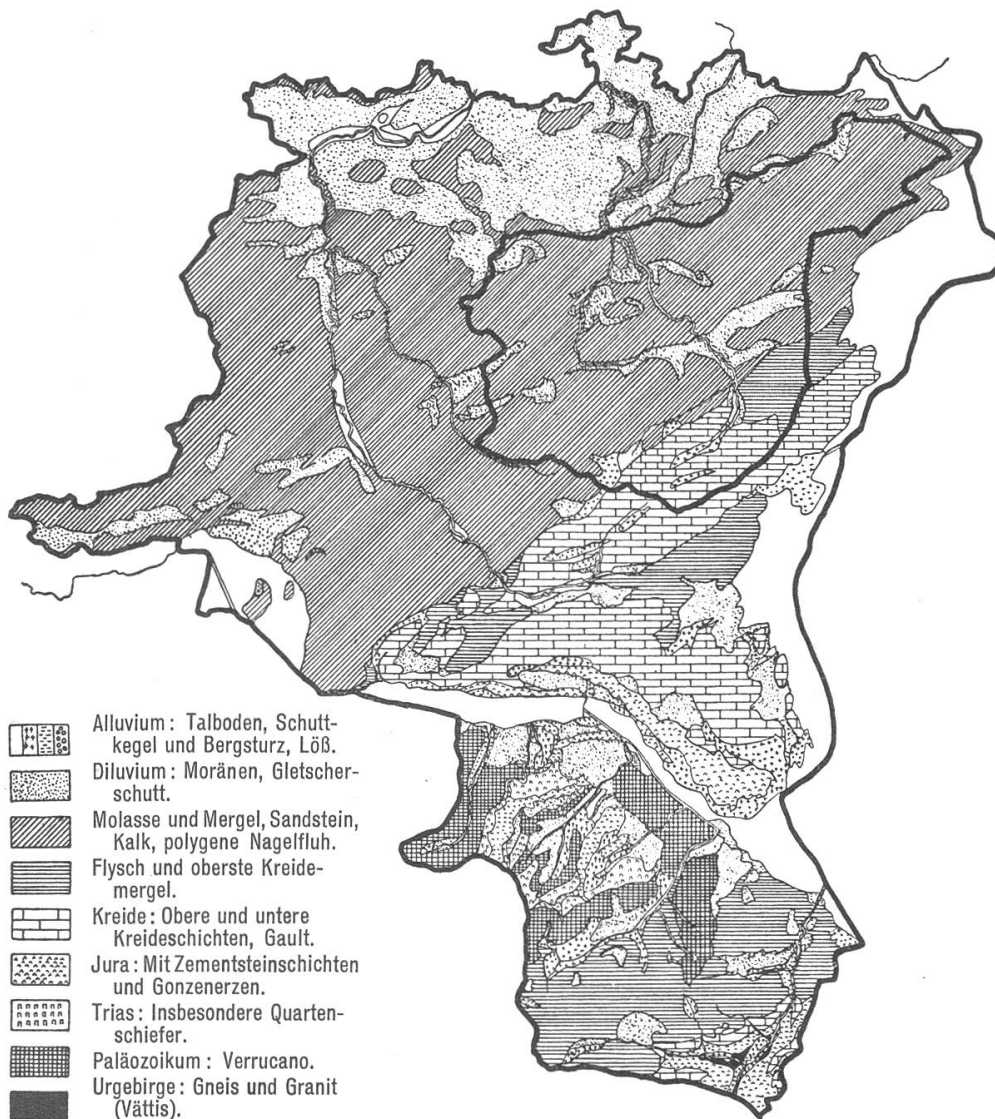 Alluvium: Talboden, Schutt-
kegel und Bergsturz, Löß.
Diluvium: Moränen, Gletscher-
schutt.
Molasse und Mergel, Sandstein,
Kalk, polygene Nagelfluh.
Flysch und oberste Kreide-
mergel.
Kreide: Obere und untere
Kreideschichten, Gault.
Jura: Mit Zementsteinschichten
und Gonzenerzen.
Trias: Insbesondere Quarten-
schiefer.
Paläozoikum: Verrucano.
Urgebirge: Gneis und Granit
(Vättis).